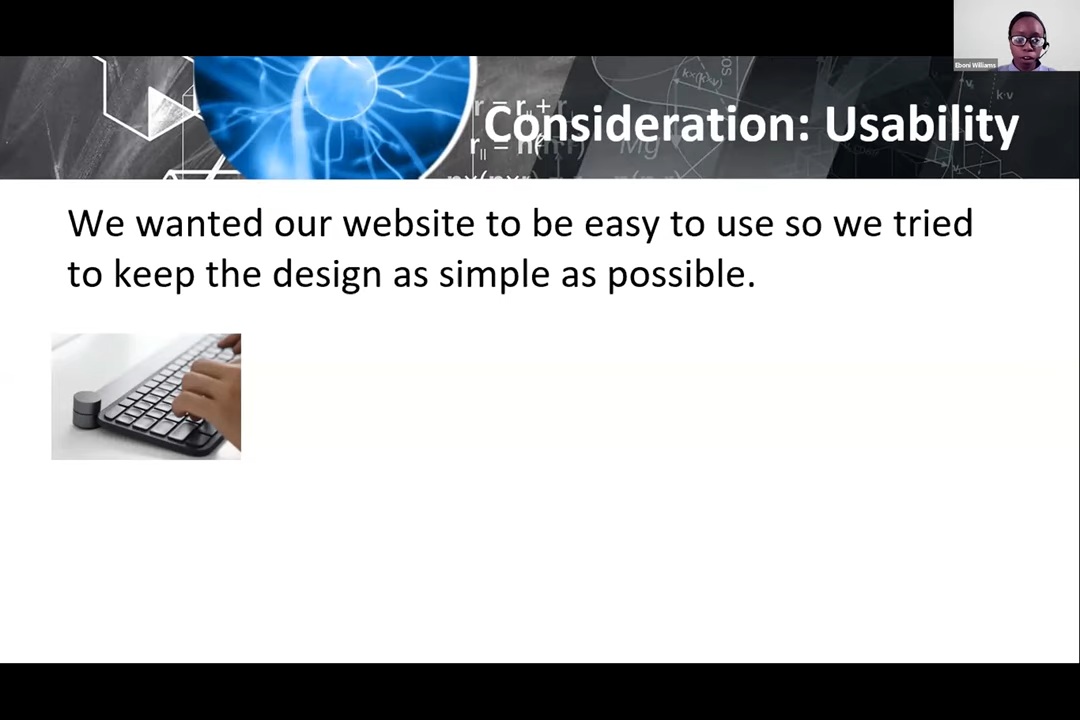 Eboni Williams
Consideration: Usability
We wanted our website to be easy to use so we tried
to keep the design as simple as possible.